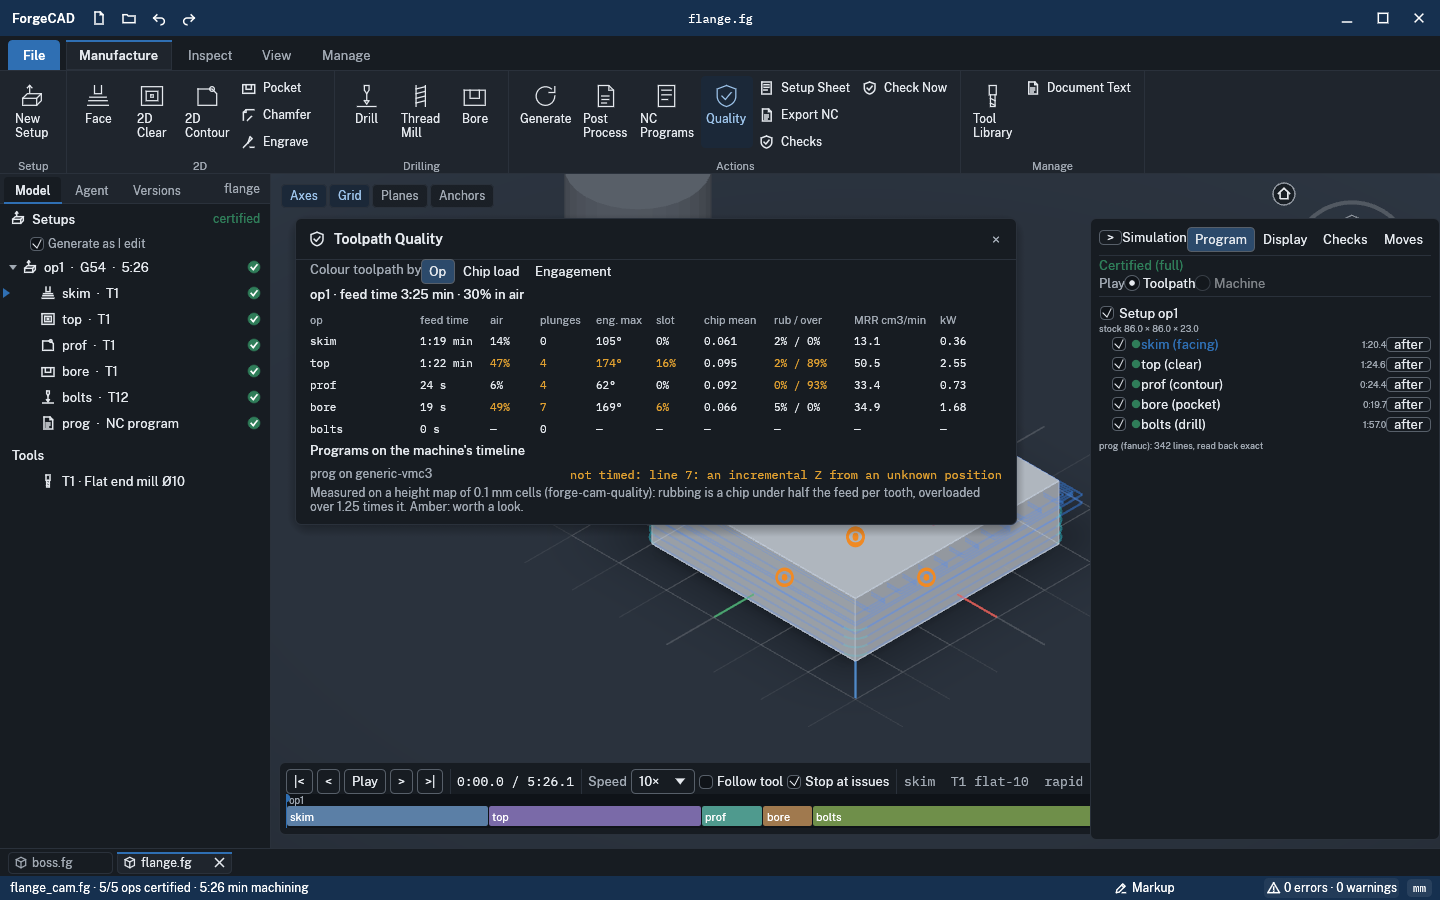 ForgeCAD
flange.fg
File Manufacture Inspect View Manage
New Setup
Face
2D Clear
2D Contour
Pocket
Chamfer
Engrave
Drill
Thread Mill
Bore
Generate
Post Process
NC Programs
Quality
Setup Sheet
Export NC
Checks
Check Now
Tool Library
Document Text
Setup 2D Drilling Actions Manage
Model Agent Versions flange
Setups certified
Generate as I edit
op1 · G54 · 5:26
skim · T1
top · T1
prof · T1
bore · T1
bolts · T12
prog · NC program
Tools
T1 · Flat end mill Ø10
Axes Grid Planes Anchors
Toolpath Quality ×
Colour toolpath by Op Chip load Engagement
op1 · feed time 3:25 min · 30% in air
op feed time air plunges eng. max slot chip mean rub / over MRR cm3/min kW
skim 1:19 min 14% 0 105° 0% 0.061 2% / 0% 13.1 0.36
top 1:22 min 47% 4 174° 16% 0.095 2% / 89% 50.5 2.55
prof 24 s 6% 4 62° 0% 0.092 0% / 93% 33.4 0.73
bore 19 s 49% 7 169° 6% 0.066 5% / 0% 34.9 1.68
bolts 0 s — 0 — — — — — —
Programs on the machine's timeline
prog on generic-vmc3 not timed: line 7: an incremental Z from an unknown position
Measured on a height map of 0.1 mm cells (forge-cam-quality): rubbing is a chip under half the feed per tooth, overloaded
over 1.25 times it. Amber: worth a look.
> Simulation Program Display Checks Moves
Certified (full)
Play Toolpath Machine
Setup op1
stock 86.0 × 86.0 × 23.0
skim (facing) 1:20.4 after
top (clear) 1:24.6 after
prof (contour) 0:24.4 after
bore (pocket) 0:19.7 after
bolts (drill) 1:57.0 after
prog (fanuc): 342 lines, read back exact
|< < Play > >| 0:00.0 / 5:26.1 Speed 10× Follow tool Stop at issues skim T1 flat-10 rapid
op1
skim top prof bore bolts
boss.fg flange.fg
flange_cam.fg · 5/5 ops certified · 5:26 min machining Markup 0 errors · 0 warnings mm